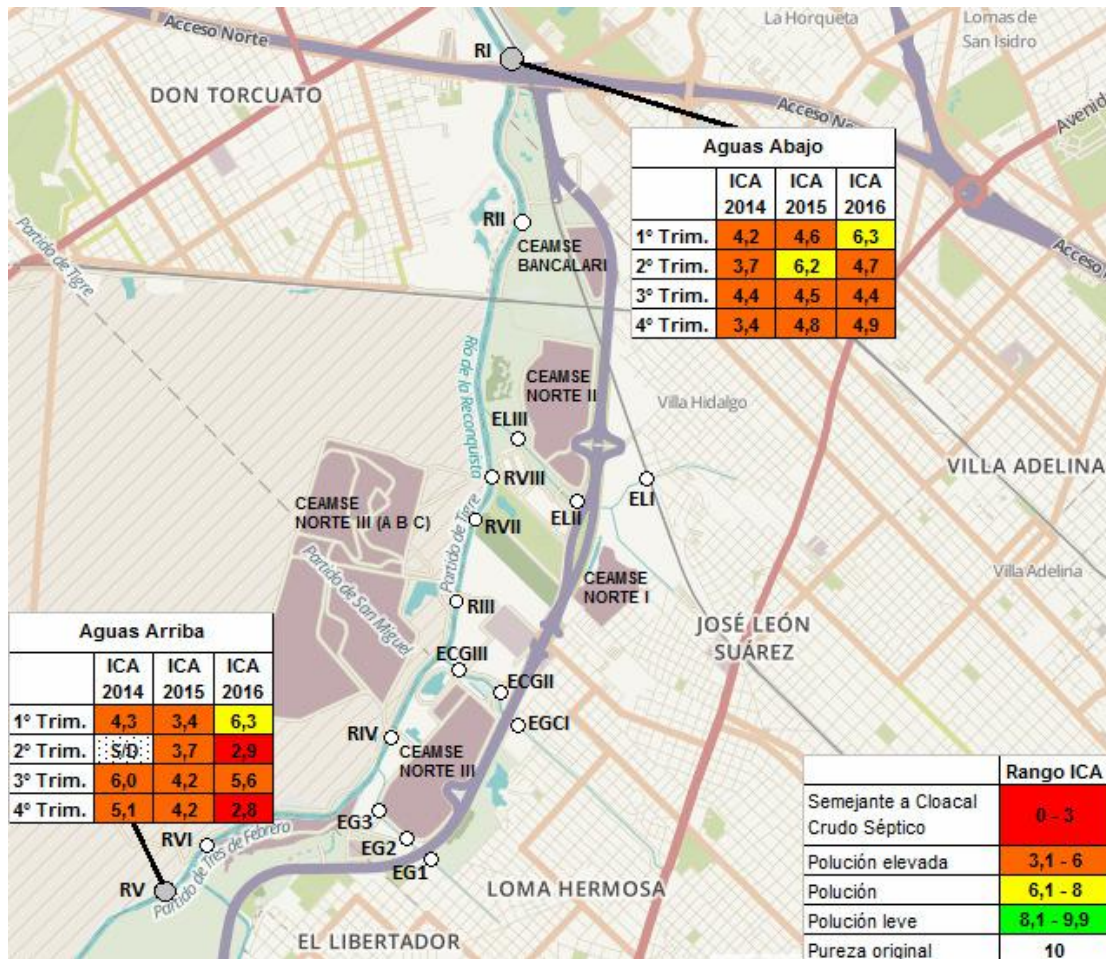 La Horqueta
Lomas de
San Isidro
Acceso Norte
RI
DON TORCUATO
Acceso No
Avenid
Aguas Abajo
ICA 2014 ICA 2015 ICA 2016
1º Trim. 4,2 4,6 6,3
2º Trim. 3,7 6,2 4,7
3º Trim. 4,4 4,5 4,4
4º Trim. 3,4 4,8 4,9
Acceso
Partido de Tigre
RII
CEAMSE
BANCALARI
Río de la Reconquista
CEAMSE
NORTE II
Villa Hidalgo
ELIII
VILLA ADELINA
RVIII
ELI
CEAMSE
NORTE III (A B C)
ELII
RVII
Partido de Tigre
Partido de San Miguel
CEAMSE
NORTE I
Villa Adelina
RIII
JOSÉ LEÓN
SUÁREZ
Aguas Arriba
ICA 2014 ICA 2015 ICA 2016
1º Trim. 4,3 3,4 6,3
2º Trim. S/D 3,7 2,9
3º Trim. 6,0 4,2 5,6
4º Trim. 5,1 4,2 2,8
ECGIII
ECGII
EGCI
RIV
CEAMSE
NORTE III
EG3
EG2
EG1
RVI
RV
Partido de Tres de Febrero
LOMA HERMOSA
EL LIBERTADOR
Rango ICA
Semejante a Cloacal
Crudo Séptico 0 - 3
Polución elevada 3,1 - 6
Polución 6,1 - 8
Polución leve 8,1 - 9,9
Pureza original 10